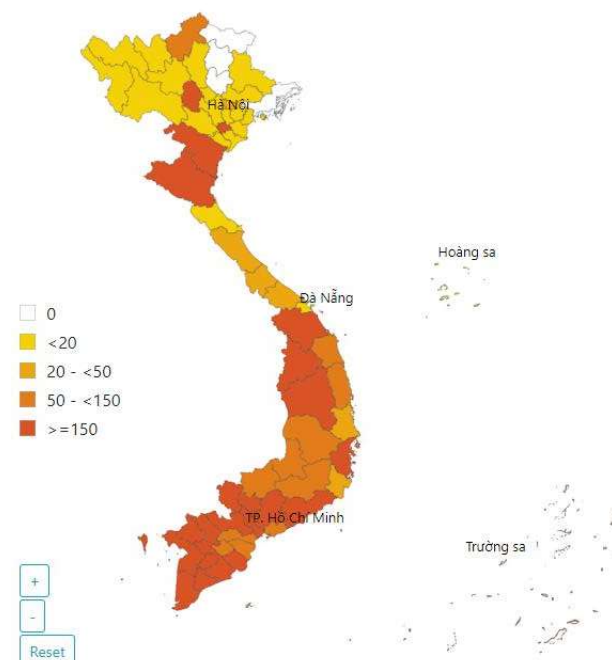 Hà Nội
Hoàng sa
Đà Nẵng
0
<20
20 - <50
50 - <150
>=150
TP. Hồ Chí Minh
Trường sa
+
-
Reset